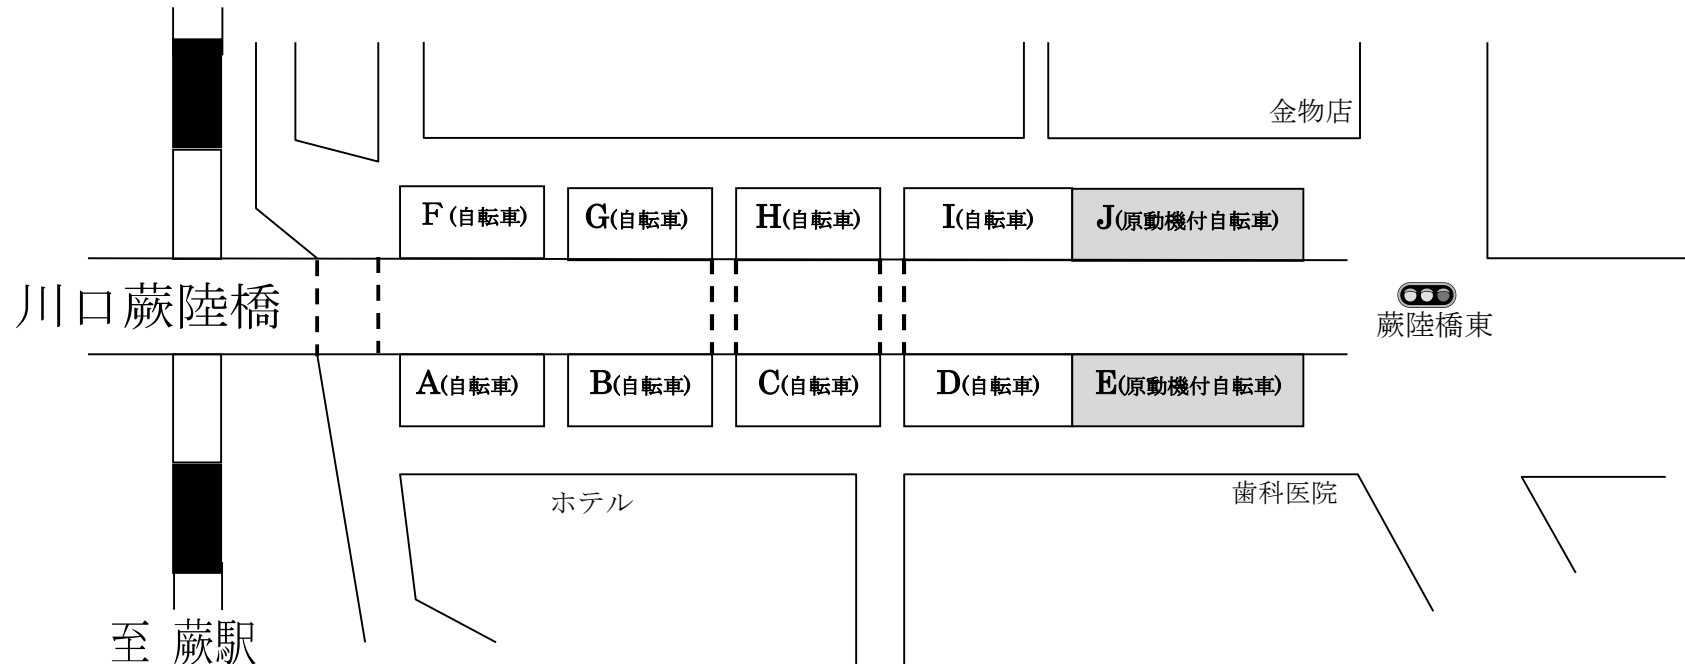 金物店
F(自転車)
G(自転車)
H(自転車)
I(自転車)
J(原動機付自転車)
川口蕨陸橋
蕨陸橋東
A(自転車)
B(自転車)
C(自転車)
D(自転車)
E(原動機付自転車)
ホテル
歯科医院
至 蕨駅